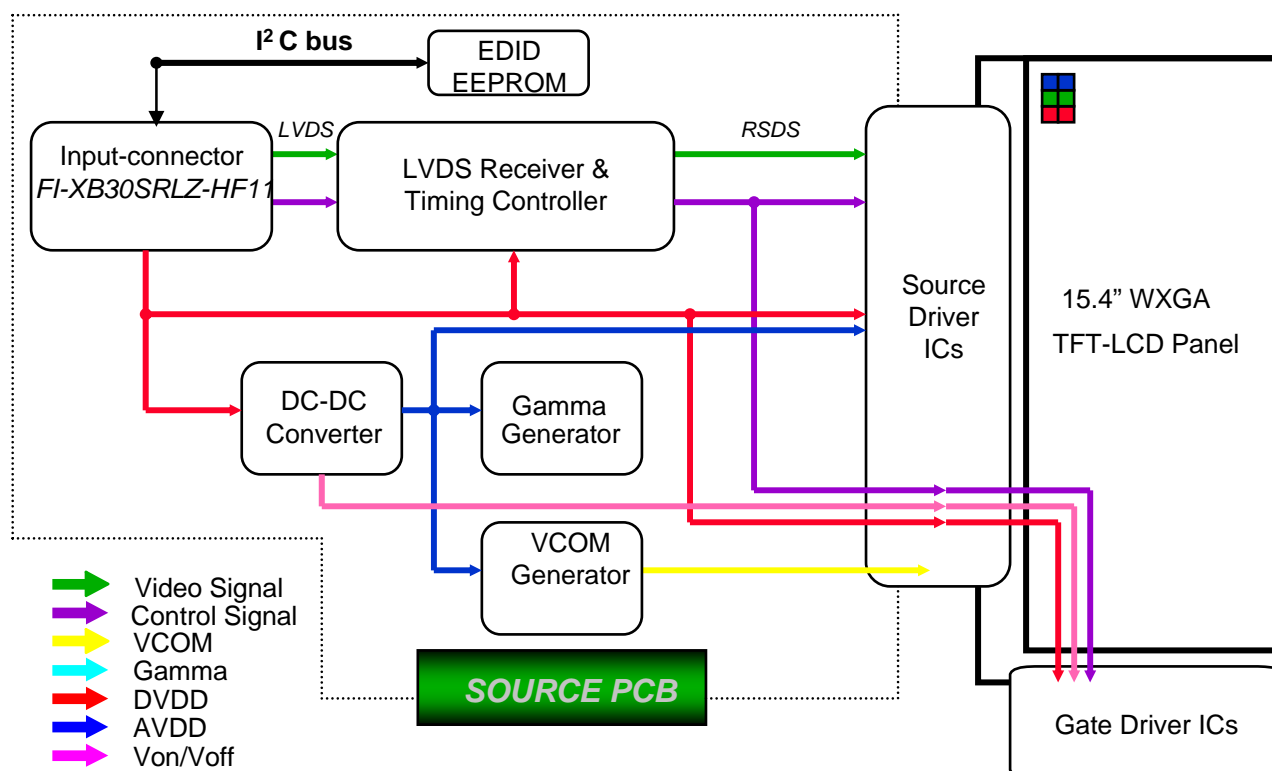 I² C bus
EDID
EEPROM
Input-connector
FI-XB30SRLZ-HF11
LVDS
LVDS Receiver &
Timing Controller
RSDS
Source
Driver
ICs
15.4” WXGA
TFT-LCD Panel
DC-DC
Converter
Gamma
Generator
VCOM
Generator
Video Signal
Control Signal
VCOM
Gamma
DVDD
AVDD
Von/Voff
SOURCE PCB
Gate Driver ICs